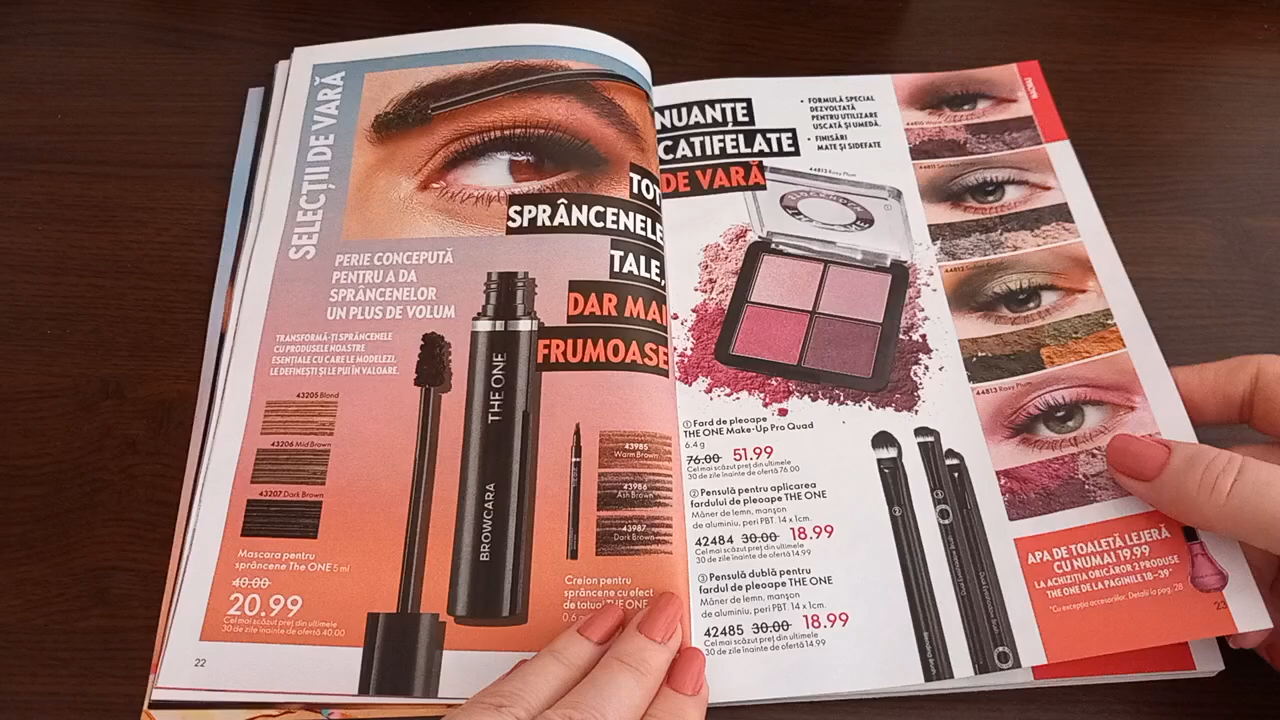 SELECȚII DE VARĂ
TOT
SPRÂNCENELE
TALE,
DAR MAI
FRUMOASE
PERIE CONCEPUTĂ
PENTRU A DA
SPRÂNCENELOR
UN PLUS DE VOLUM
TRANSFORMĂ-ȚI SPRÂNCENELE
CU PRODUSELE NOASTRE
ESENȚIALE CU CARE LE MODELEZI,
LE DEFINEȘTI ȘI LE PUI ÎN VALOARE.
43205 Blond
43206 Mid Brown
43207 Dark Brown
THE ONE
BROWCARA
43985
Warm Brown
43986
Ash Brown
43987
Dark Brown
Mascara pentru
sprâncene The ONE 5 ml
40.00
20.99
Cel mai scăzut preț din ultimele
30 de zile înainte de ofertă 40.00
Creion pentru
sprâncene cu efect
de tatuaj THE ONE
22
NUANȚE
CATIFELATE
DE VARĂ
• FORMULĂ SPECIAL
DEZVOLTATĂ
PENTRU UTILIZARE
USCATĂ ȘI UMEDĂ.
• FINISĂRI
MATE ȘI SIDEFATE
44813 Rosy Plum
① Fard de pleoape
THE ONE Make-Up Pro Quad
6.4 g
76.00 51.99
Cel mai scăzut preț din ultimele
30 de zile înainte de ofertă 76.00
② Pensulă pentru aplicarea
fardului de pleoape THE ONE
Mâner de lemn, manșon
de aluminiu, peri PBT. 14 x 1cm.
42484 30.00 18.99
Cel mai scăzut preț din ultimele
30 de zile înainte de ofertă 14.99
③ Pensulă dublă pentru
fardul de pleoape THE ONE
Mâner de lemn, manșon
de aluminiu, peri PBT. 14 x 1cm.
42485 30.00 18.99
Cel mai scăzut preț din ultimele
30 de zile înainte de ofertă 14.99
MACHIAJ
44813 Rosy Plum
APA DE TOALETĂ LEJERĂ
CU NUMAI 19.99
LA ACHIZIȚIA ORICĂROR 2 PRODUSE
THE ONE DE LA PAGINILE 18–39*
*Cu excepția accesoriilor. Detalii la pag. 28
23